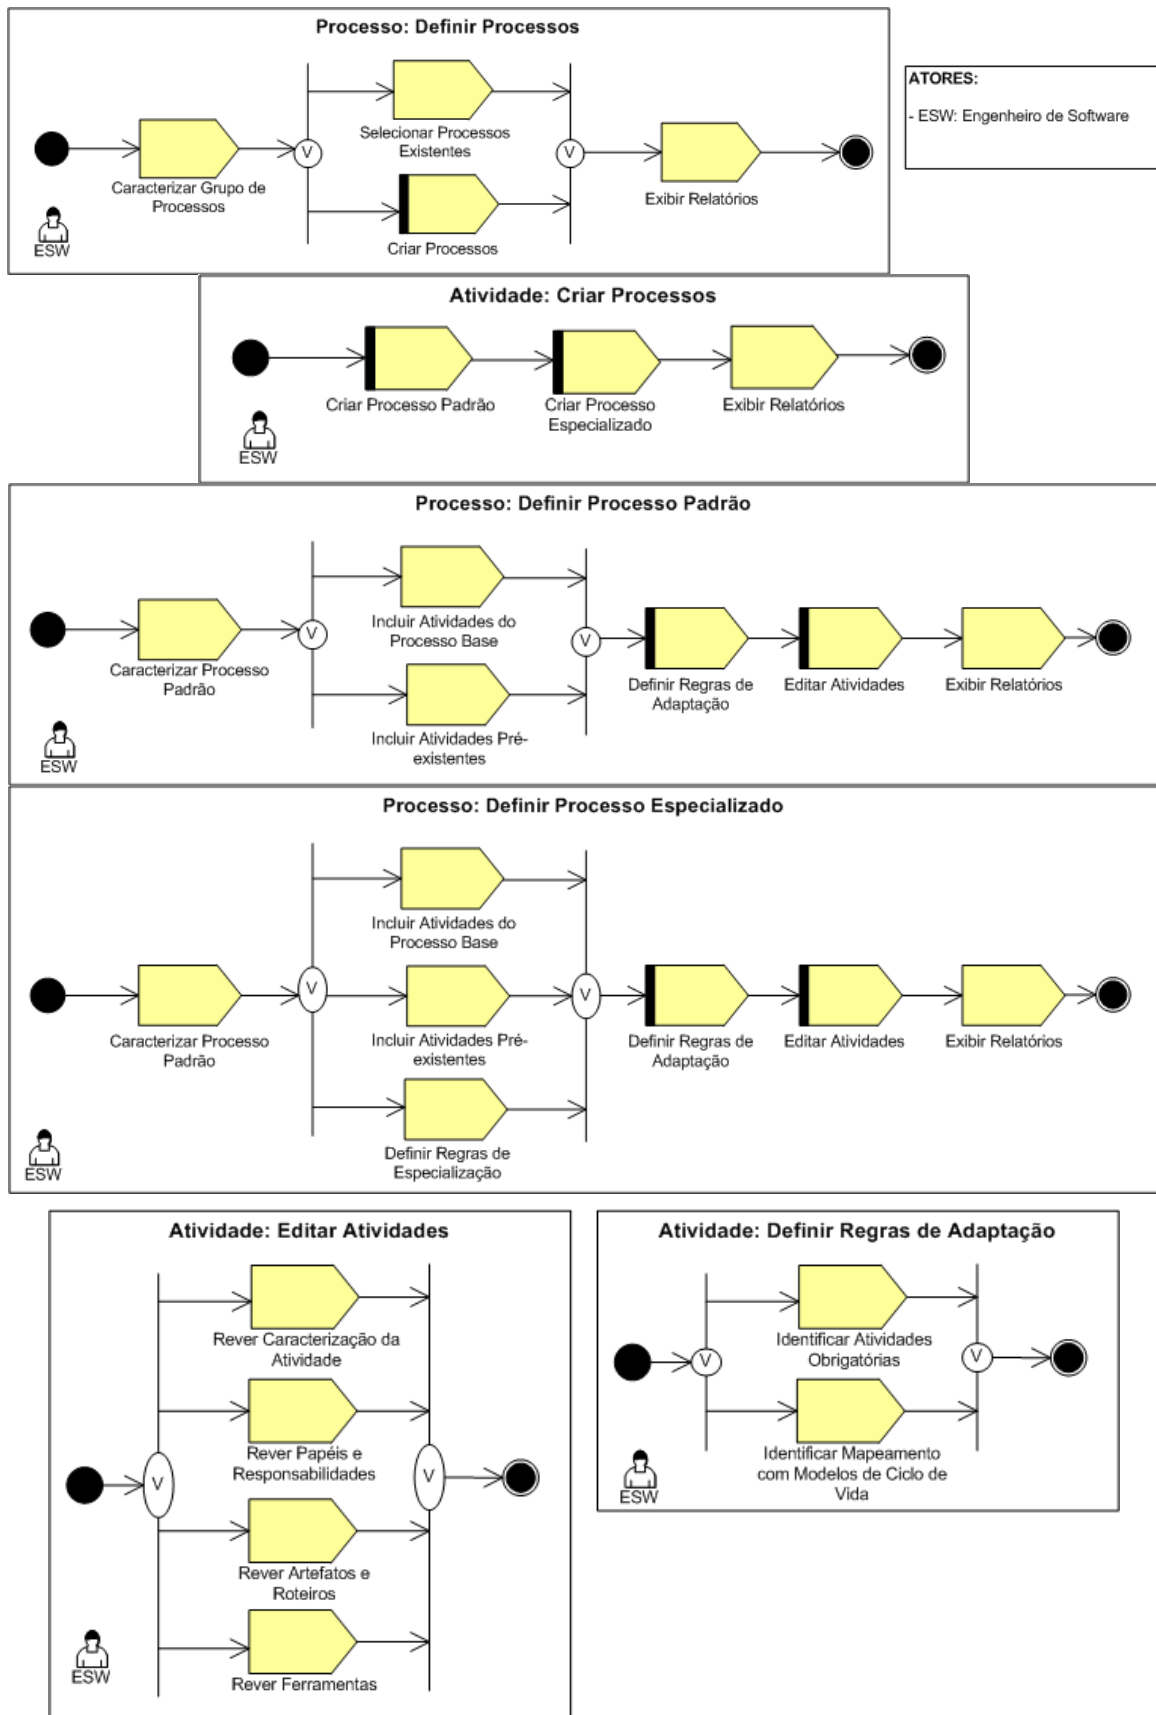 Processo: Definir Processos
Selecionar Processos
Existentes
V
V
Caracterizar Grupo de
Processos
Exibir Relatórios
Criar Processos
ESW
ATORES:
- ESW: Engenheiro de Software
Atividade: Criar Processos
Criar Processo Padrão
Criar Processo
Especializado
Exibir Relatórios
ESW
Processo: Definir Processo Padrão
Incluir Atividades do
Processo Base
V
V
Caracterizar Processo
Padrão
Incluir Atividades Pré-
existentes
Definir Regras de
Adaptação
Editar Atividades
Exibir Relatórios
ESW
Processo: Definir Processo Especializado
Incluir Atividades do
Processo Base
V
V
Caracterizar Processo
Padrão
Incluir Atividades Pré-
existentes
Definir Regras de
Adaptação
Editar Atividades
Exibir Relatórios
Definir Regras de
Especialização
ESW
Atividade: Editar Atividades
Rever Caracterização da
Atividade
Rever Papéis e
Responsabilidades
V
V
Rever Artefatos e
Roteiros
Rever Ferramentas
ESW
Atividade: Definir Regras de Adaptação
Identificar Atividades
Obrigatórias
V
V
Identificar Mapeamento
com Modelos de Ciclo de
Vida
ESW